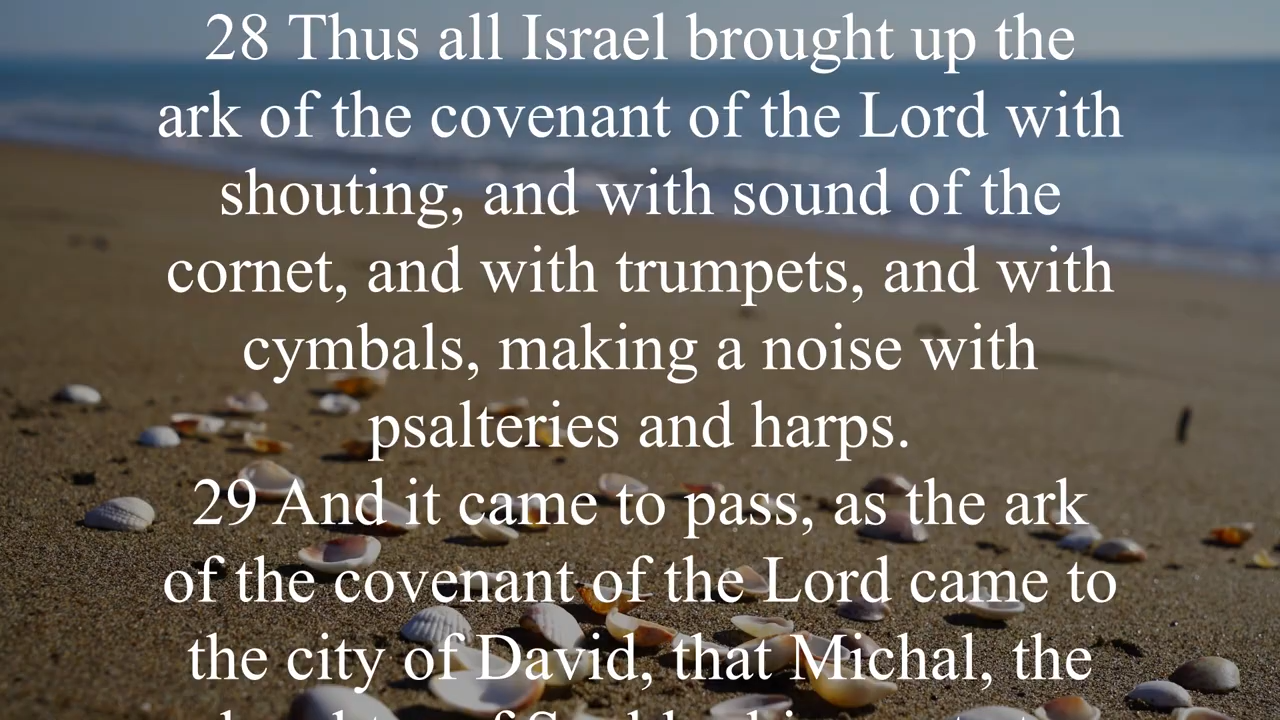 28 Thus all Israel brought up the
ark of the covenant of the Lord with
shouting, and with sound of the
cornet, and with trumpets, and with
cymbals, making a noise with
psalteries and harps.
29 And it came to pass, as the ark
of the covenant of the Lord came to
the city of David, that Michal, the